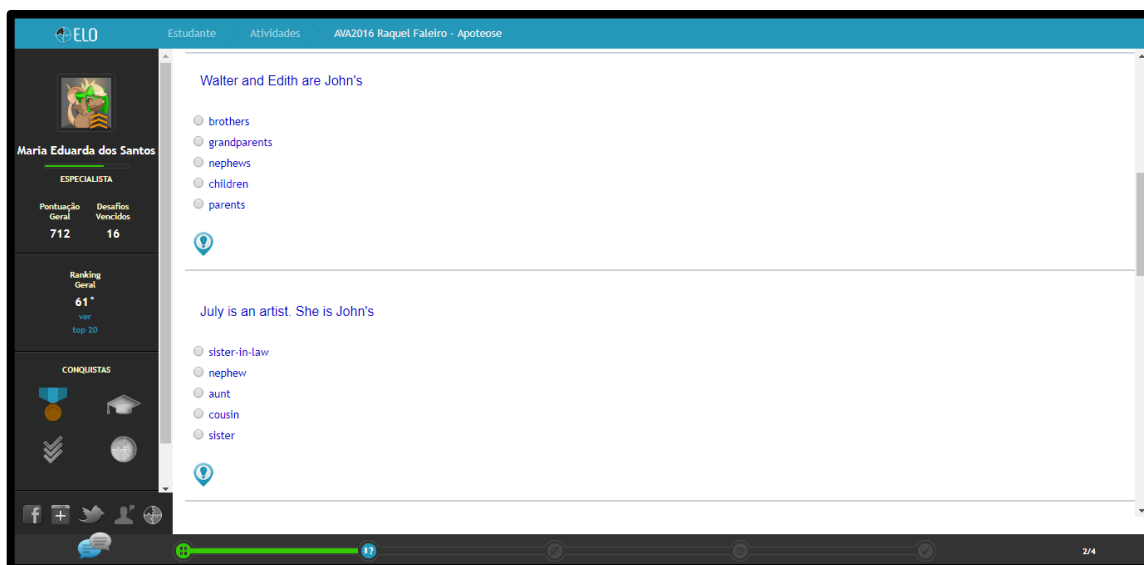 ELO
Estudante Atividades AVA2016 Raquel Faleiro - Apoteose
Maria Eduarda dos Santos
ESPECIALISTA
Pontuação Geral
Desafios Vencidos
712 16
Ranking
Geral
61°
ver
top 20
CONQUISTAS
Walter and Edith are John's
brothers
grandparents
nephews
children
parents
July is an artist. She is John's
sister-in-law
nephew
aunt
cousin
sister
2/4